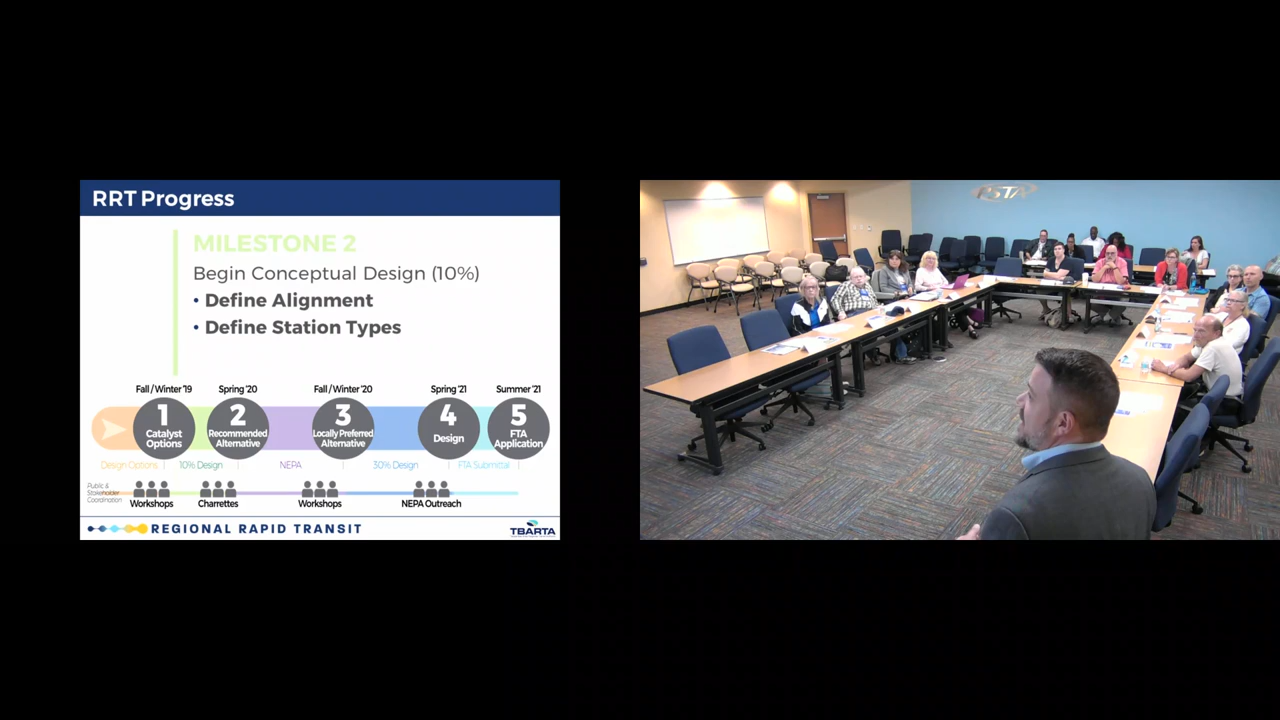 RRT Progress
MILESTONE 2
Begin Conceptual Design (10%)
• Define Alignment
• Define Station Types
Fall / Winter '19
Spring '20
Fall / Winter '20
Spring '21
Summer '21
1
Catalyst
Options
2
Recommended
Alternative
3
Locally Preferred
Alternative
4
Design
5
FTA
Application
Design Options
10% Design
NEPA
30% Design
FTA Submittal
Public &
Stakeholder
Coordination
Workshops
Charrettes
Workshops
NEPA Outreach
REGIONAL RAPID TRANSIT
TBARTA
PSTA